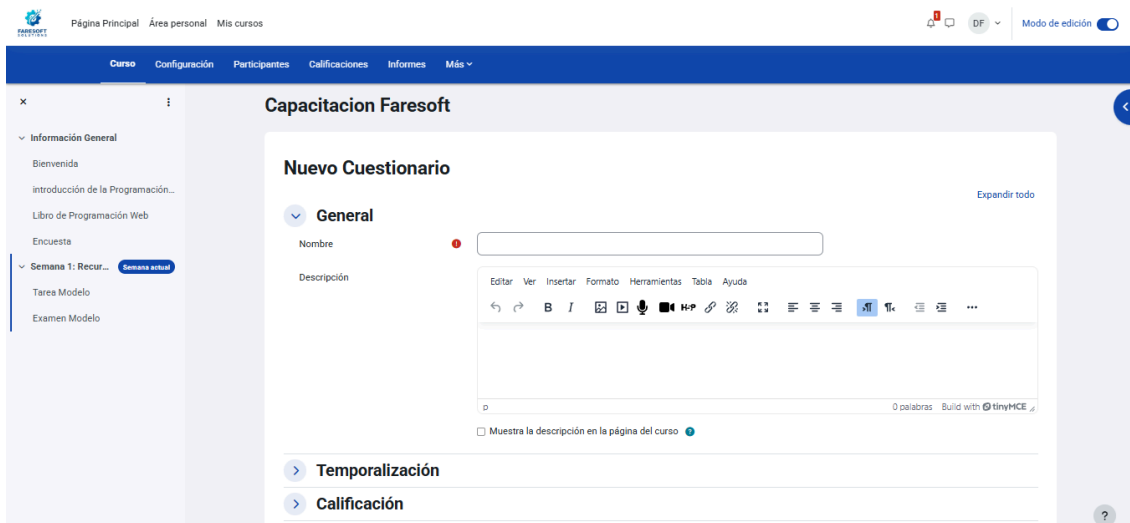 FARESOFT
SOLUTIONS
Página Principal Área personal Mis cursos
1
DF
Modo de edición
Curso Configuración Participantes Calificaciones Informes Más
Capacitacion Faresoft
Información General
Bienvenida
introducción de la Programación...
Libro de Programación Web
Encuesta
Semana 1: Recur... Semana actual
Tarea Modelo
Examen Modelo
Nuevo Cuestionario
Expandir todo
General
Nombre
Descripción
Editar Ver Insertar Formato Herramientas Tabla Ayuda
B I H-P
p
0 palabras Build with tinyMCE
Muestra la descripción en la página del curso ?
Temporalización
Calificación
?